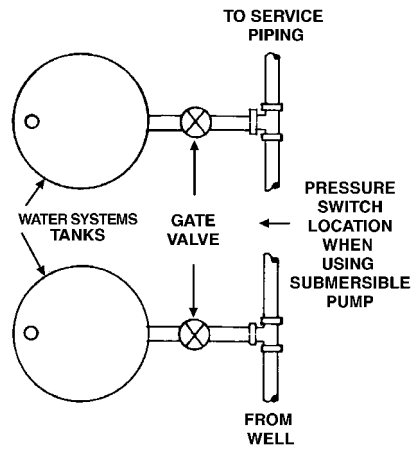 TO SERVICE
PIPING
WATER SYSTEMS
TANKS
GATE
VALVE
PRESSURE
SWITCH
LOCATION
WHEN
USING
SUBMERSIBLE
PUMP
FROM
WELL